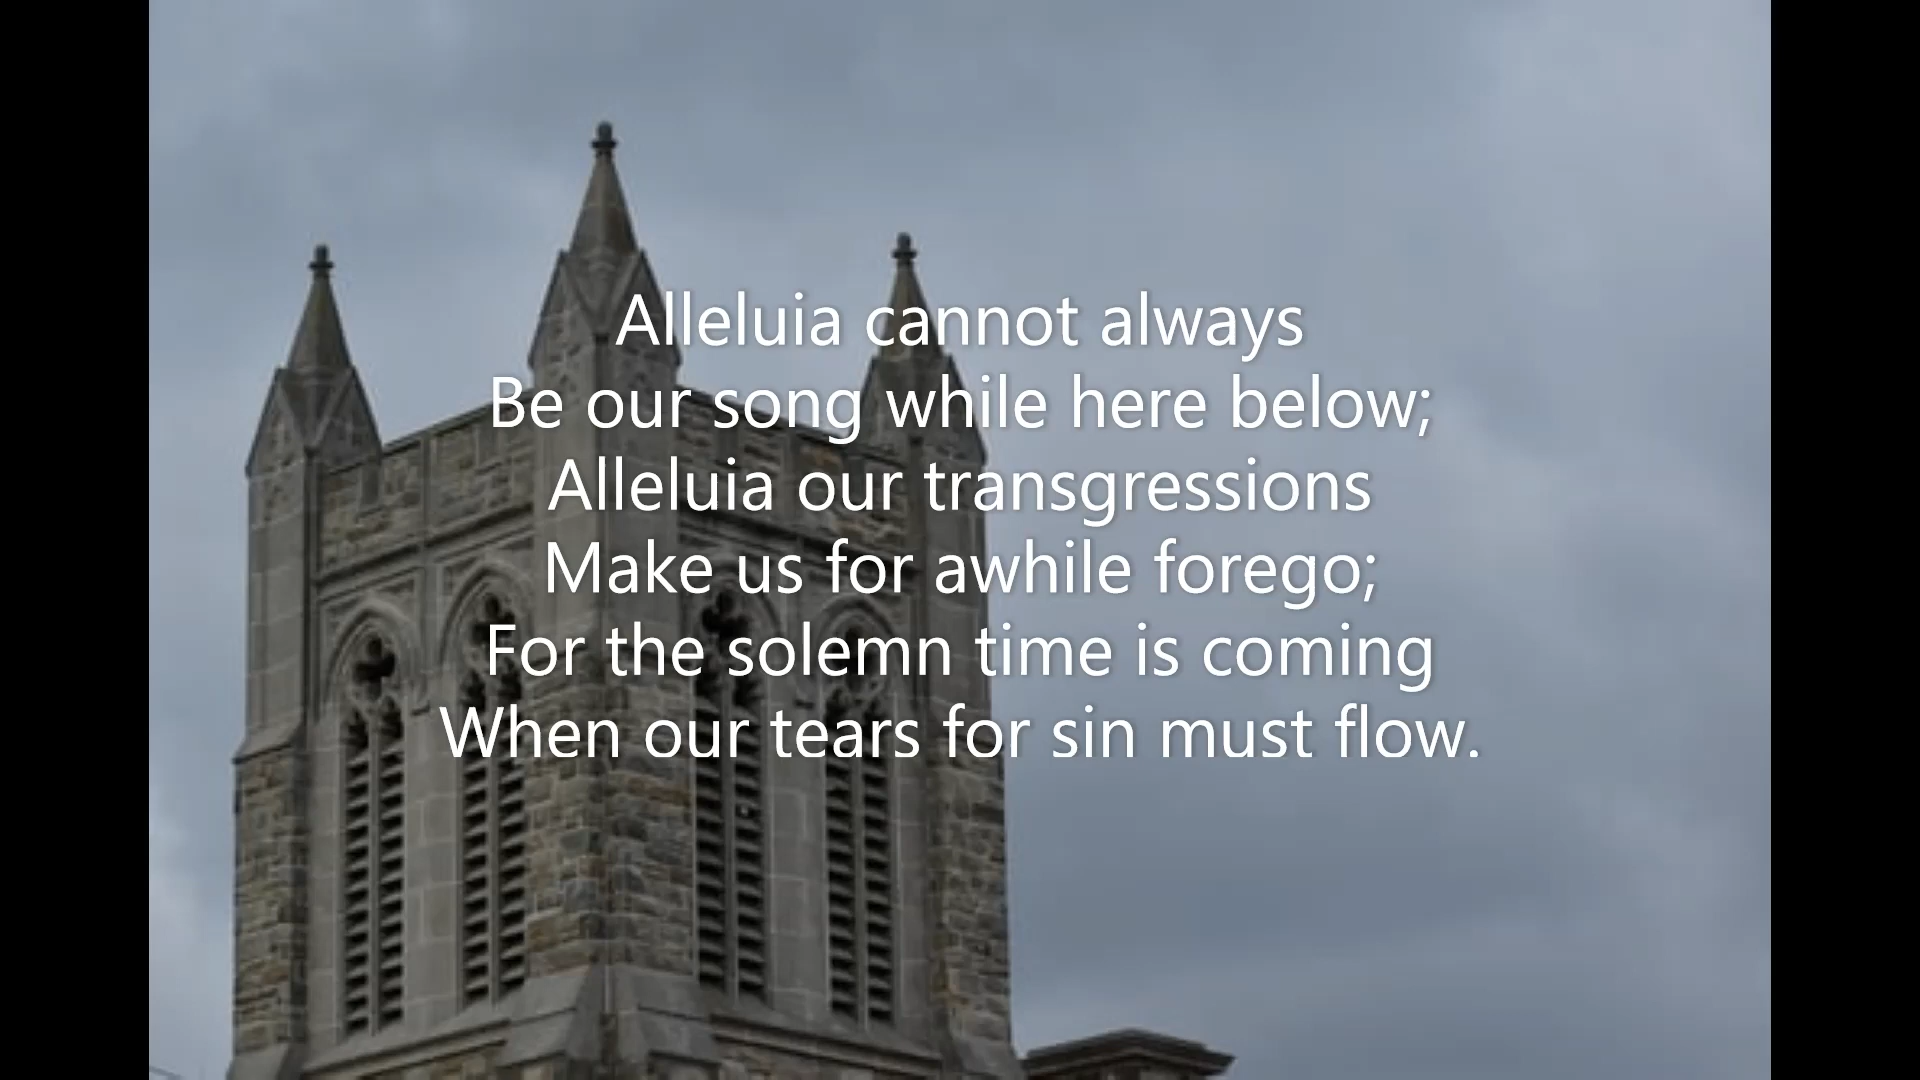 Alleluia cannot always
Be our song while here below;
Alleluia our transgressions
Make us for awhile forego;
For the solemn time is coming
When our tears for sin must flow.